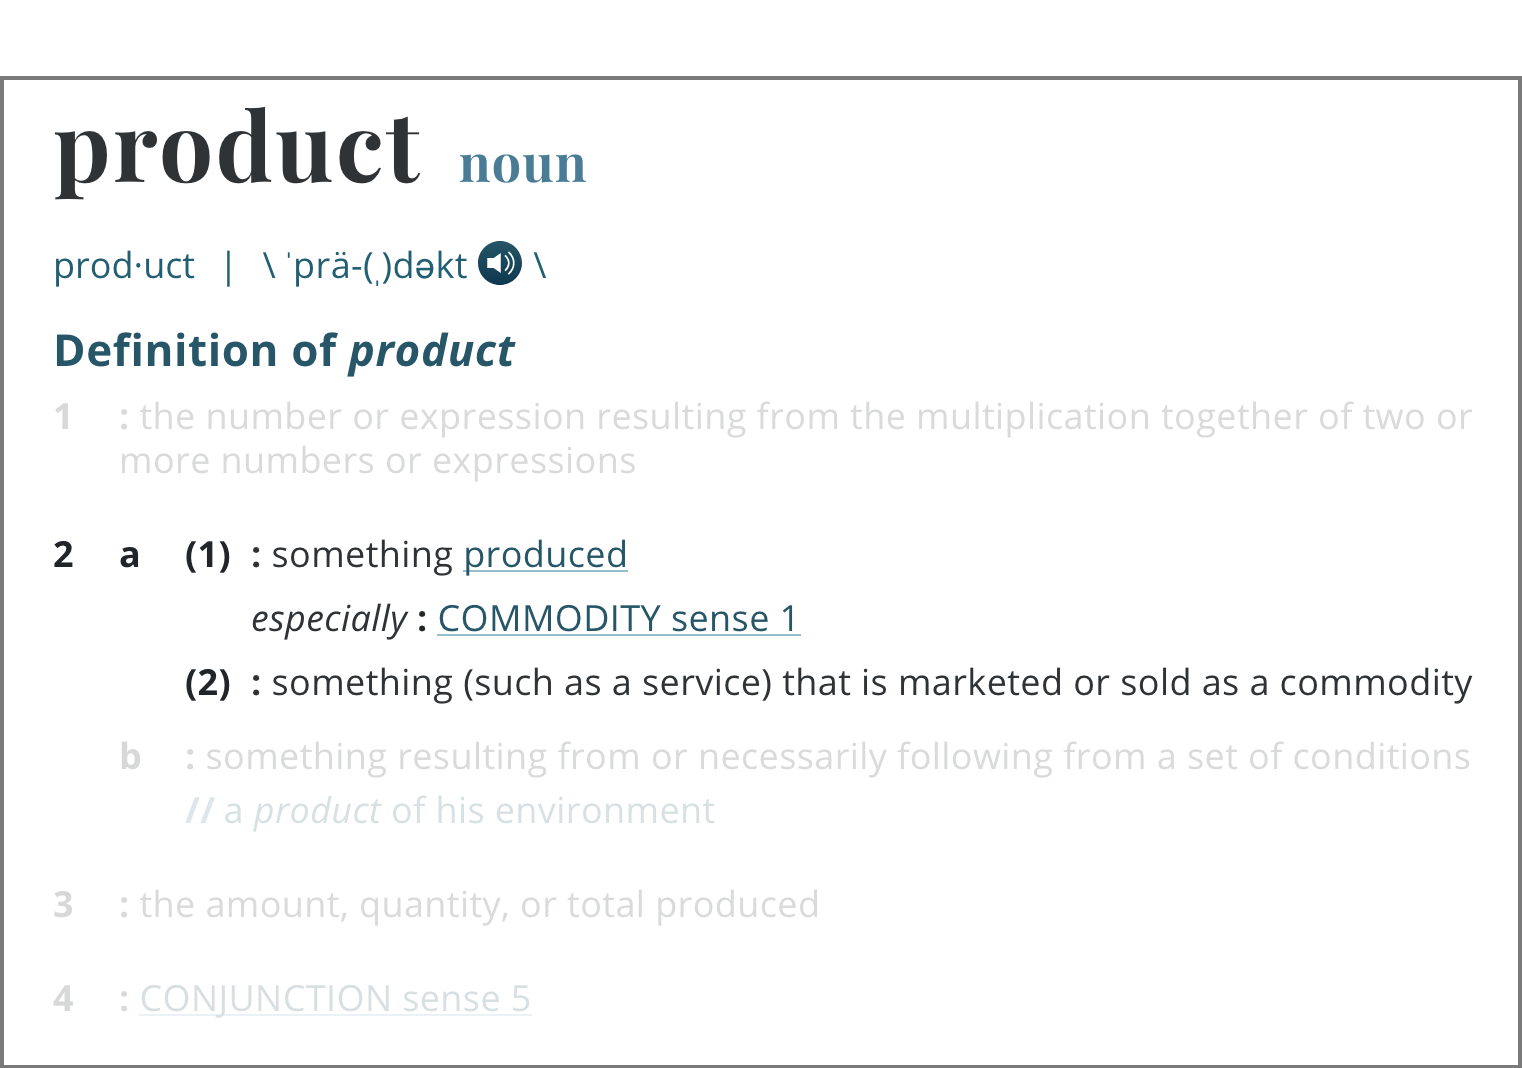 product noun
prod·uct | \ ˈprä-(ˌ)dəkt \
Definition of product
1 : the number or expression resulting from the multiplication together of two or
more numbers or expressions
2 a (1) : something produced
especially : COMMODITY sense 1
(2) : something (such as a service) that is marketed or sold as a commodity
b : something resulting from or necessarily following from a set of conditions
// a product of his environment
3 : the amount, quantity, or total produced
4 : CONJUNCTION sense 5